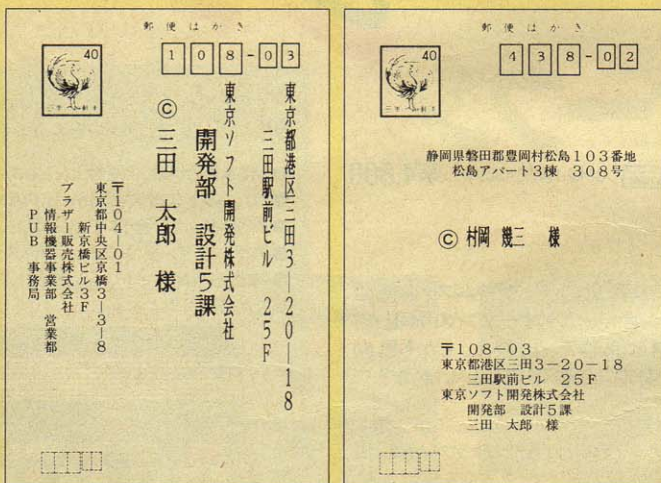 郵便はがき
40
108-03
東京都港区三田3-20-18
三田駅前ビル 25F
東京ソフト開発株式会社
開発部 設計5課
Ⓒ 三田 太郎 様
〒104-01
東京都中央区京橋3-3-8
新京橋ビル3F
ブラザー販売株式会社
情報機器事業部 営業部
PUB 事務局
郵便はがき
40
438-02
静岡県磐田郡豊岡村松島103番地
松島アパート3棟 308号
Ⓒ 村岡 幾三 様
〒108-03
東京都港区三田3-20-18
三田駅前ビル 25F
東京ソフト開発株式会社
開発部 設計5課
三田 太郎 様